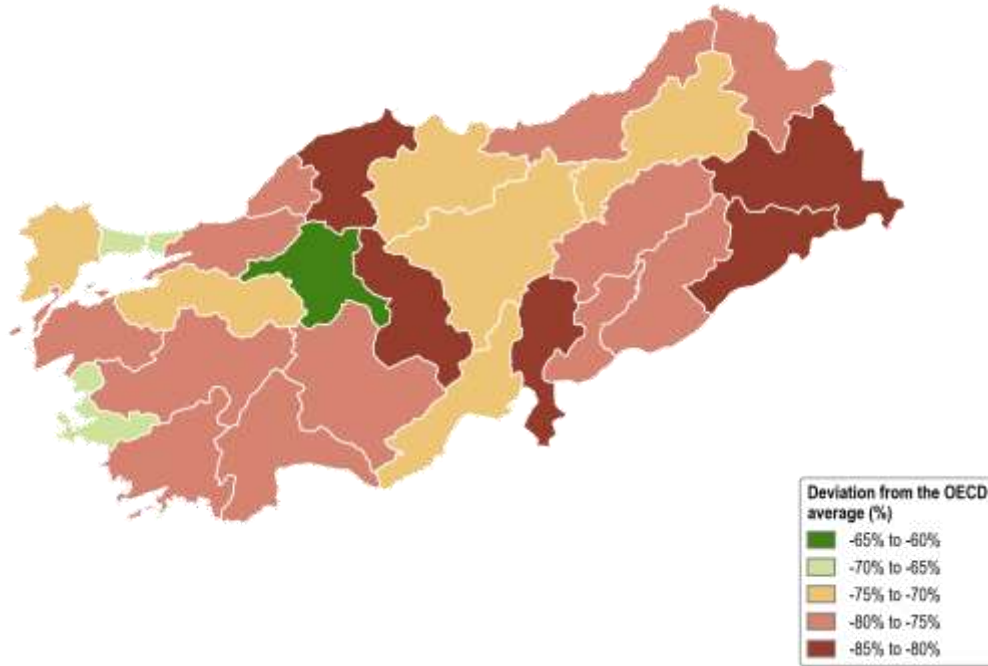 Deviation from the OECD
average (%)
-65% to -60%
-70% to -65%
-75% to -70%
-80% to -75%
-85% to -80%